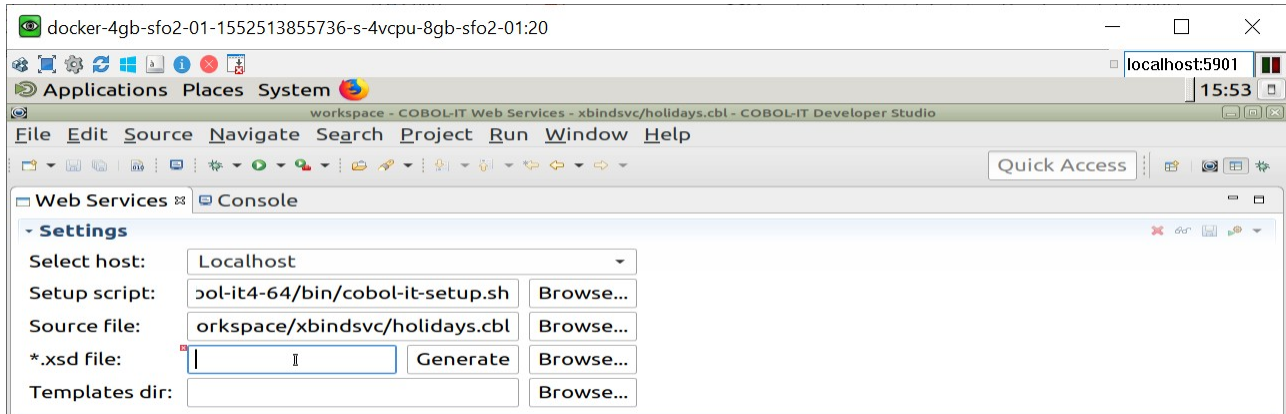 docker-4gb-sfo2-01-1552513855736-s-4vcpu-8gb-sfo2-01:20
localhost:5901
Applications Places System 15:53
workspace - COBOL-IT Web Services - xbindsvc/holidays.cbl - COBOL-IT Developer Studio
File Edit Source Navigate Search Project Run Window Help
Quick Access
Web Services Console
Settings
Select host: Localhost
Setup script: ool-it4-64/bin/cobol-it-setup.sh Browse...
Source file: orkspace/xbindsvc/holidays.cbl Browse...
*.xsd file: Generate Browse...
Templates dir: Browse...